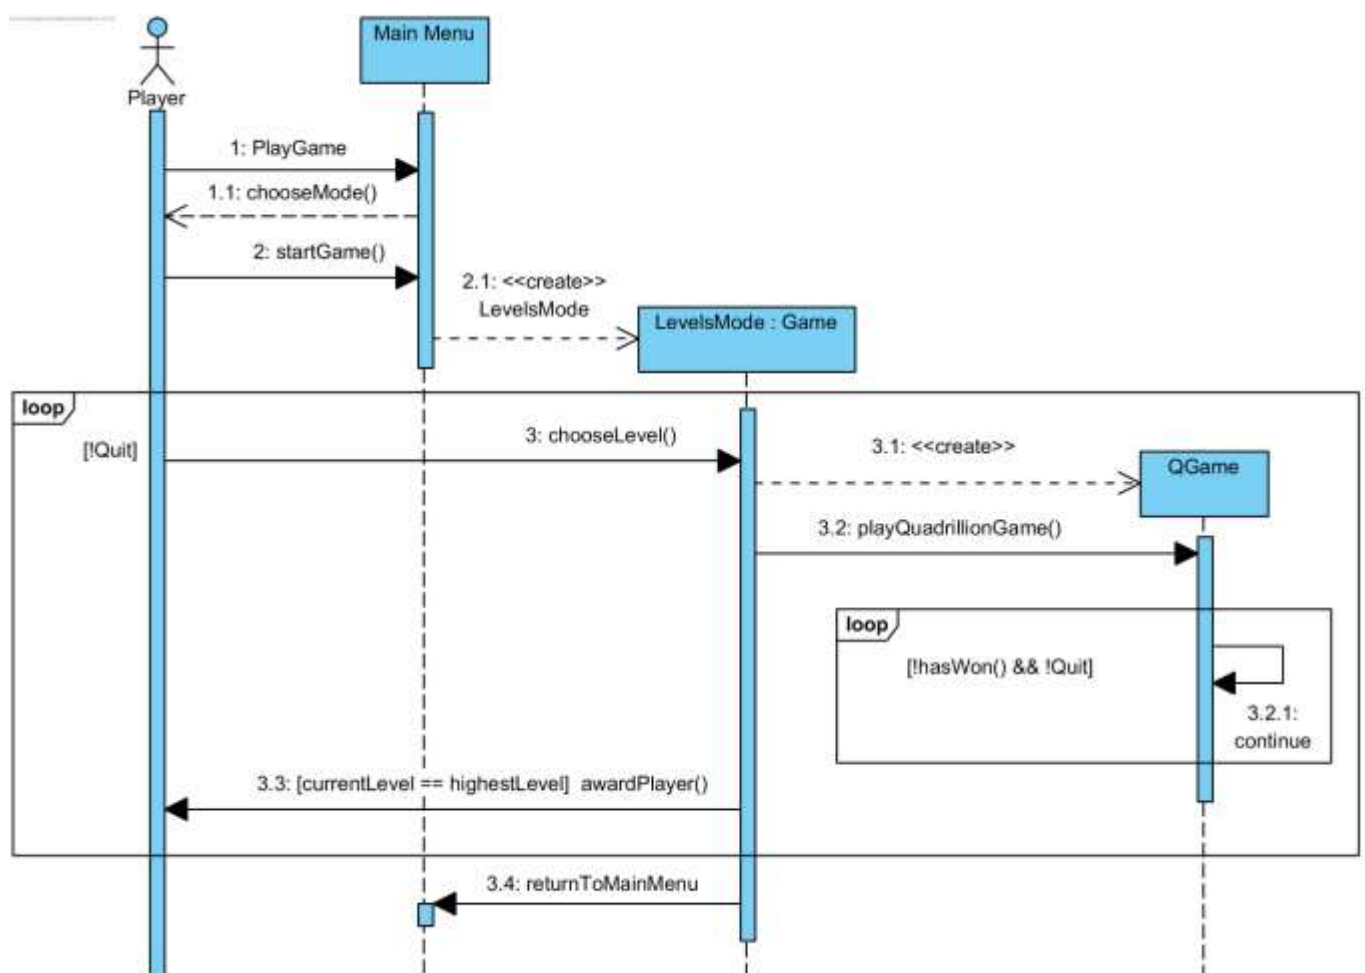 Player
Main Menu
1: PlayGame
1.1: chooseMode()
2: startGame()
2.1: <<create>>
LevelsMode
LevelsMode : Game
loop
[!Quit]
3: chooseLevel()
3.1: <<create>>
QGame
3.2: playQuadrillionGame()
loop
[!hasWon() && !Quit]
3.2.1:
continue
3.3: [currentLevel == highestLevel] awardPlayer()
3.4: returnToMainMenu